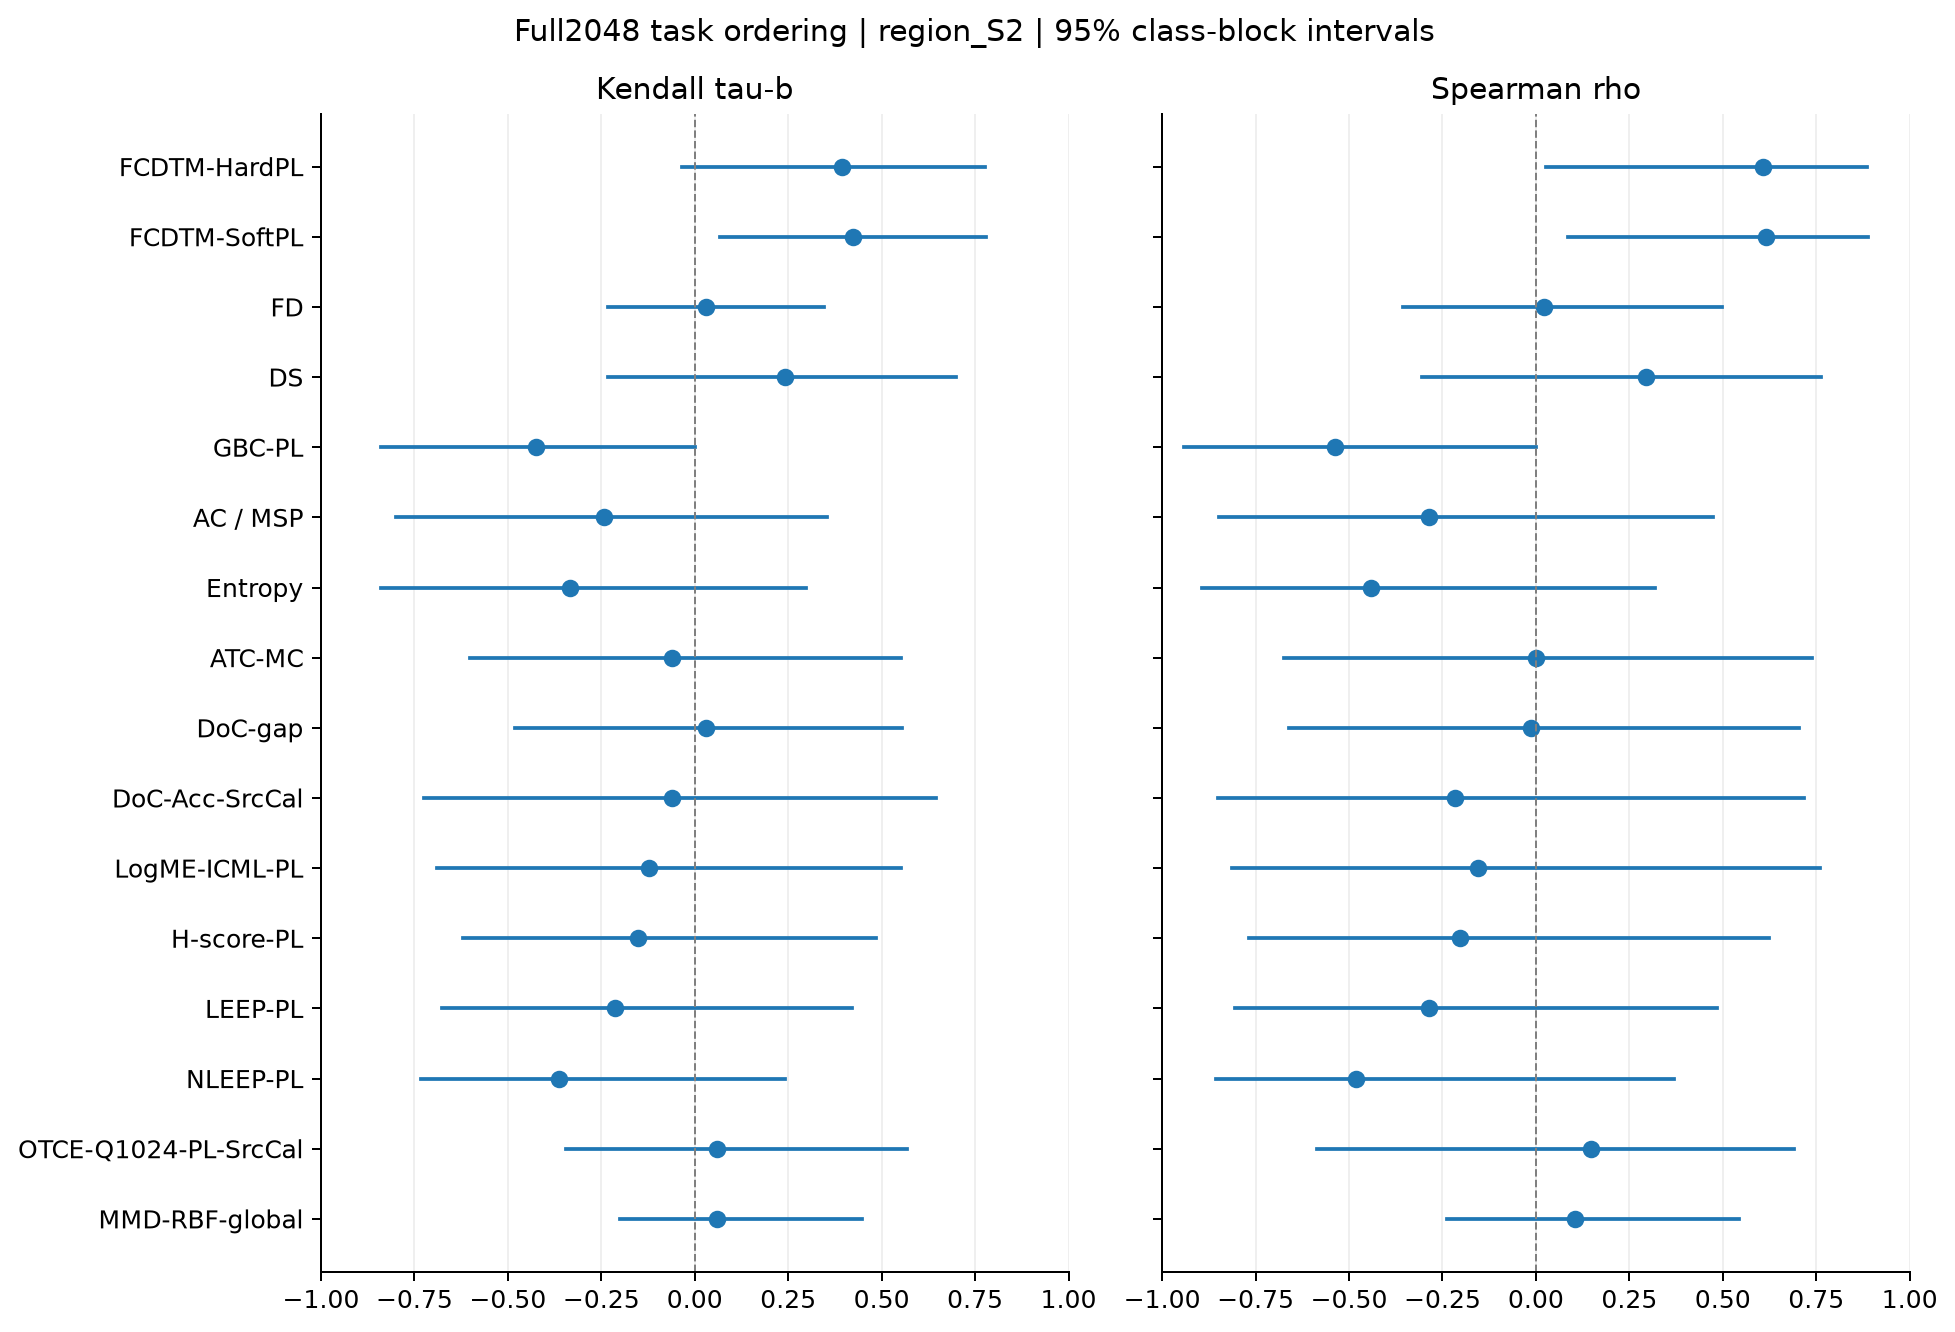 Full2048 task ordering | region_S2 | 95% class-block intervals
Kendall tau-b
Spearman rho
FCDTM-HardPL
FCDTM-SoftPL
FD
DS
GBC-PL
AC / MSP
Entropy
ATC-MC
DoC-gap
DoC-Acc-SrcCal
LogME-ICML-PL
H-score-PL
LEEP-PL
NLEEP-PL
OTCE-Q1024-PL-SrcCal
MMD-RBF-global
−1.00 −0.75 −0.50 −0.25 0.00 0.25 0.50 0.75 1.00
−1.00 −0.75 −0.50 −0.25 0.00 0.25 0.50 0.75 1.00